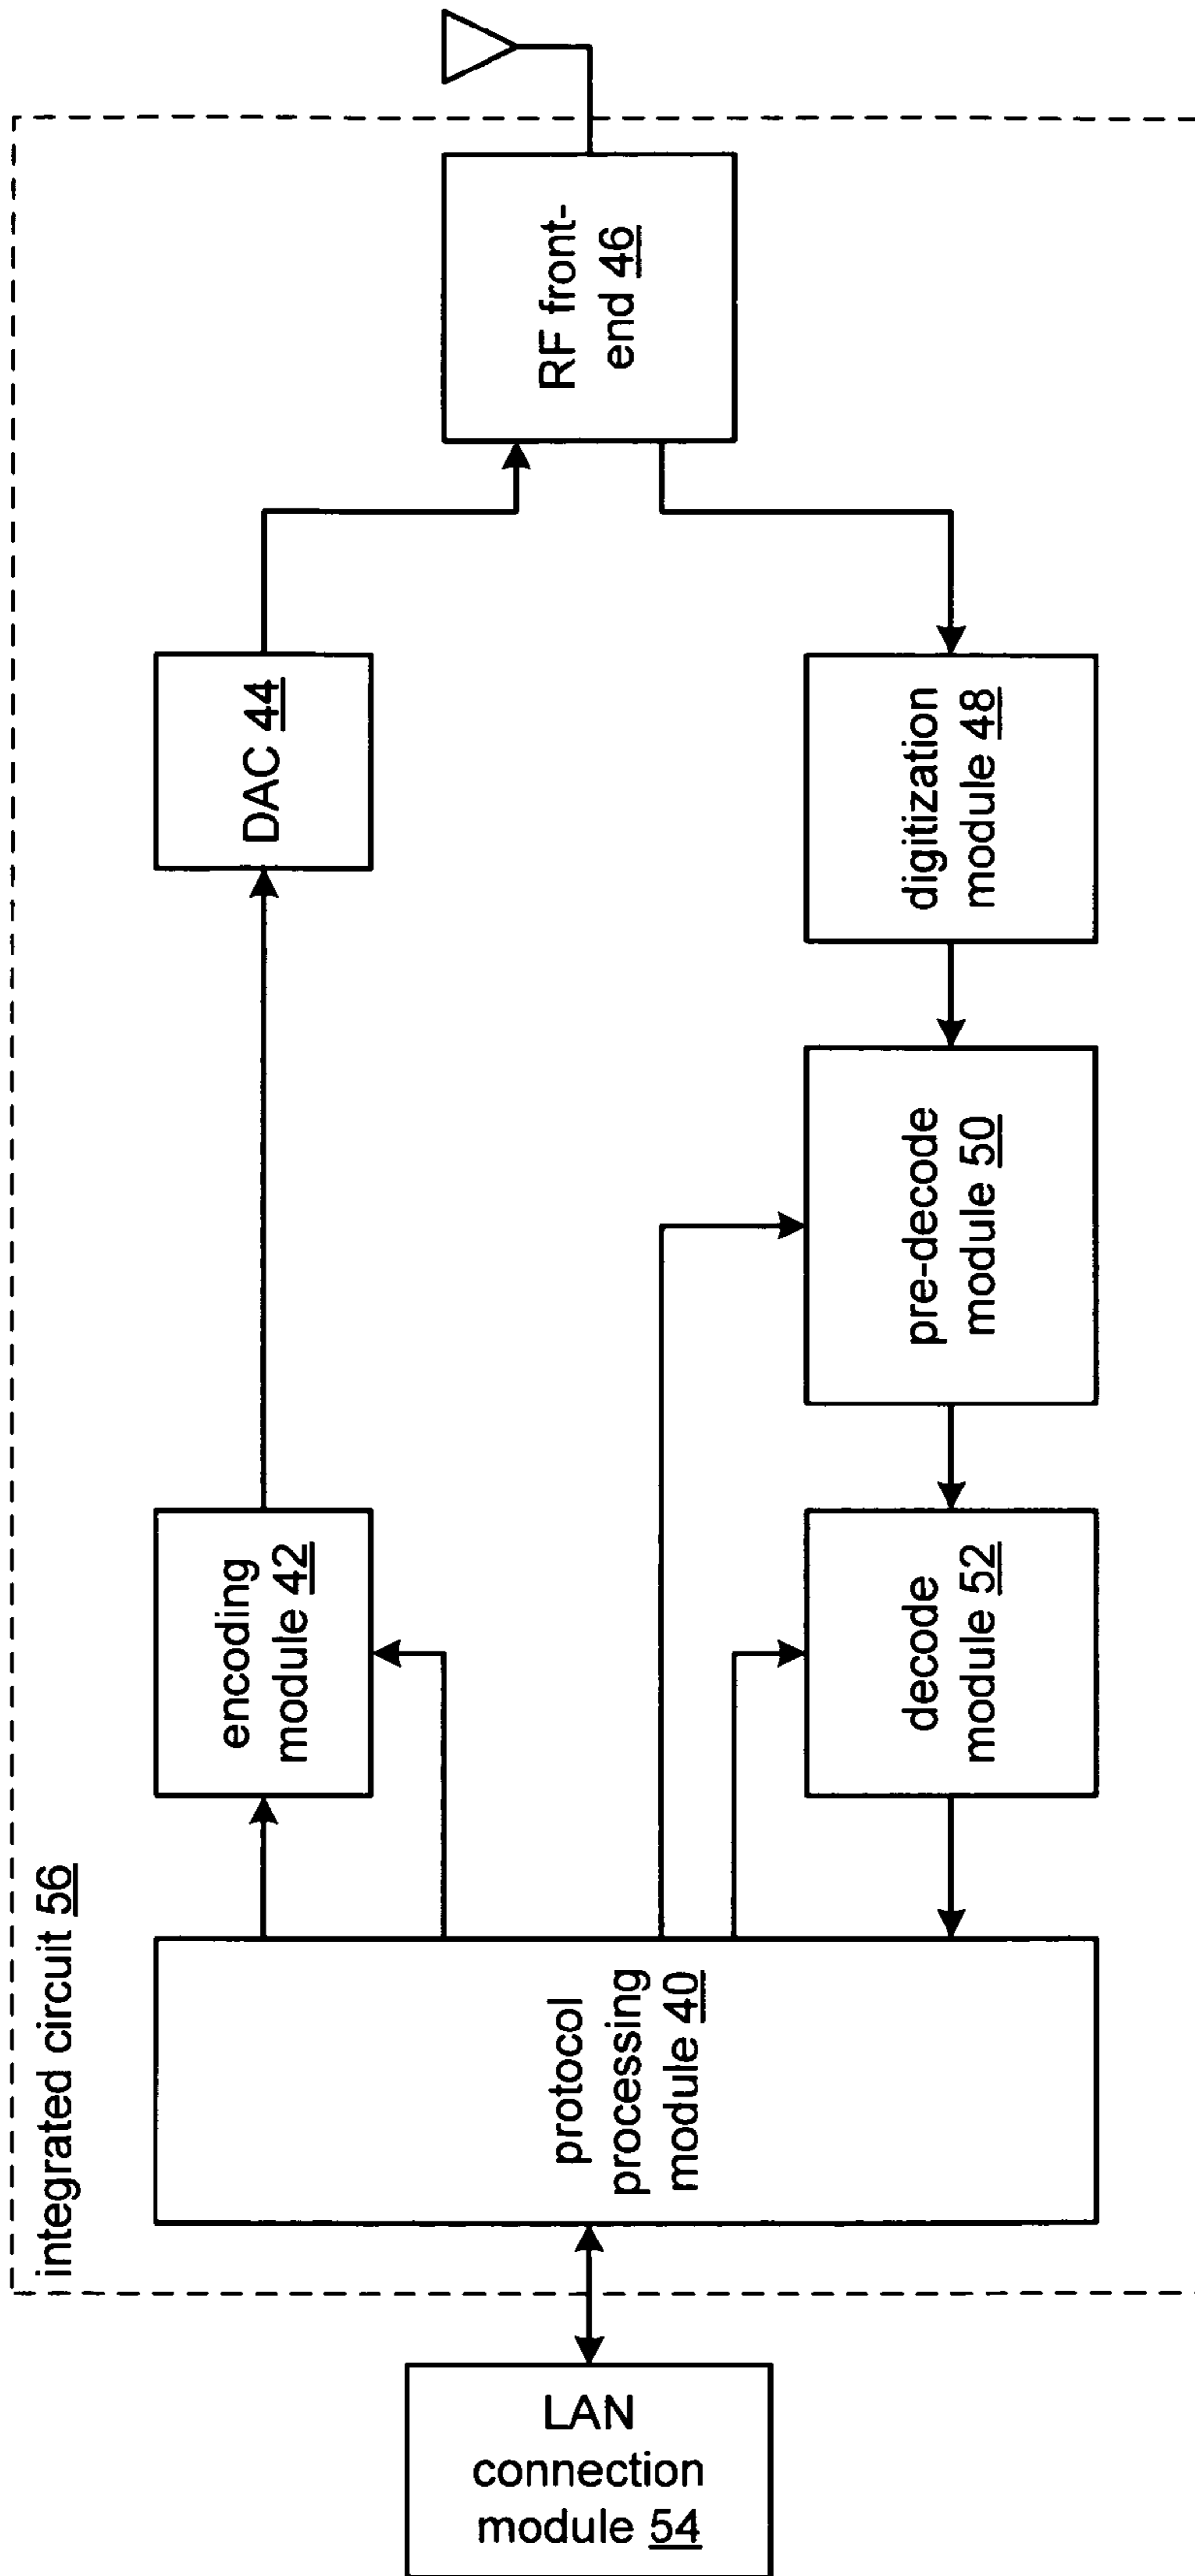 integrated circuit 56
LAN
connection
module 54
protocol
processing
module 40
encoding
module 42
DAC 44
RF front-
end 46
digitization
module 48
pre-decode
module 50
decode
module 52